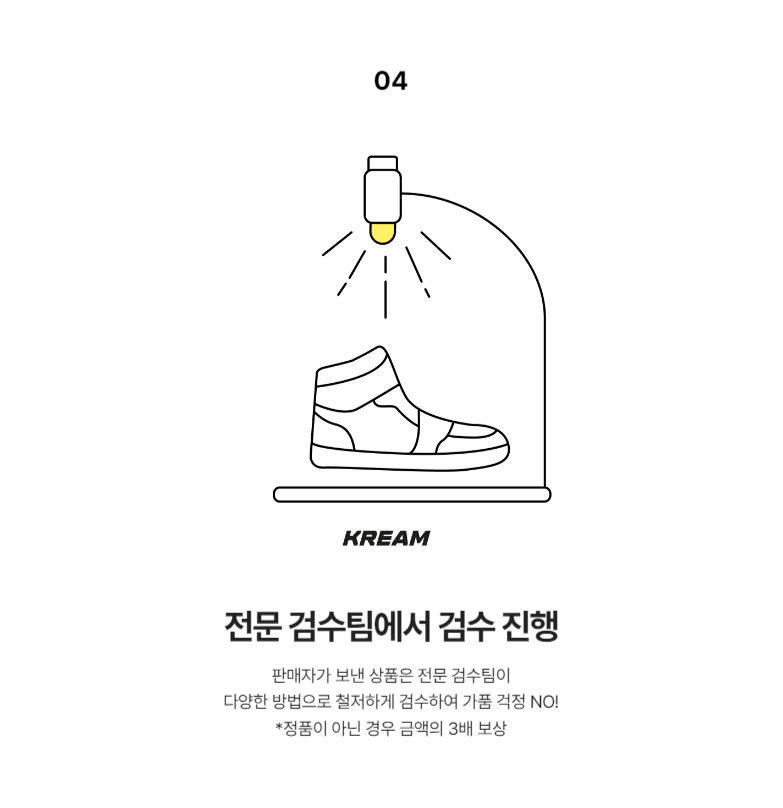 04
KREAM
전문 검수팀에서 검수 진행
판매자가 보낸 상품은 전문 검수팀이
다양한 방법으로 철저하게 검수하여 가품 걱정 NO!
*정품이 아닌 경우 금액의 3배 보상